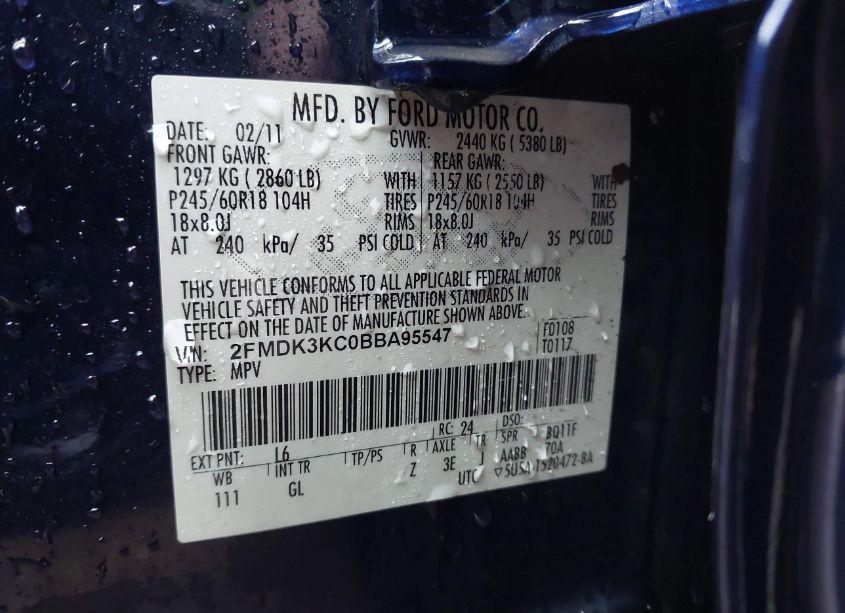 MFD. BY FORD MOTOR CO.
DATE: 02/11 GVWR: 2440 KG ( 5380 LB)
FRONT GAWR: REAR GAWR:
1297 KG ( 2860 LB) WITH 1157 KG ( 2550 LB) WITH
P245/60R18 104H TIRES P245/60R18 104H TIRES
18x8.0J RIMS 18x8.0J RIMS
AT 240 kPa/ 35 PSI COLD AT 240 kPa/ 35 PSI COLD
THIS VEHICLE CONFORMS TO ALL APPLICABLE FEDERAL MOTOR
VEHICLE SAFETY AND THEFT PREVENTION STANDARDS IN
EFFECT ON THE DATE OF MANUFACTURE SHOWN ABOVE.
VIN: 2FMDK3KC0BBA95547 F0108
TYPE: MPV T0117
RC: 24 DSO:
EXT PNT: L6 TP/PS R AXLE TR SPR BQ11F
WB INT TR Z 3E J AABB 70A
111 GL UTC 5USA-1520472-BA